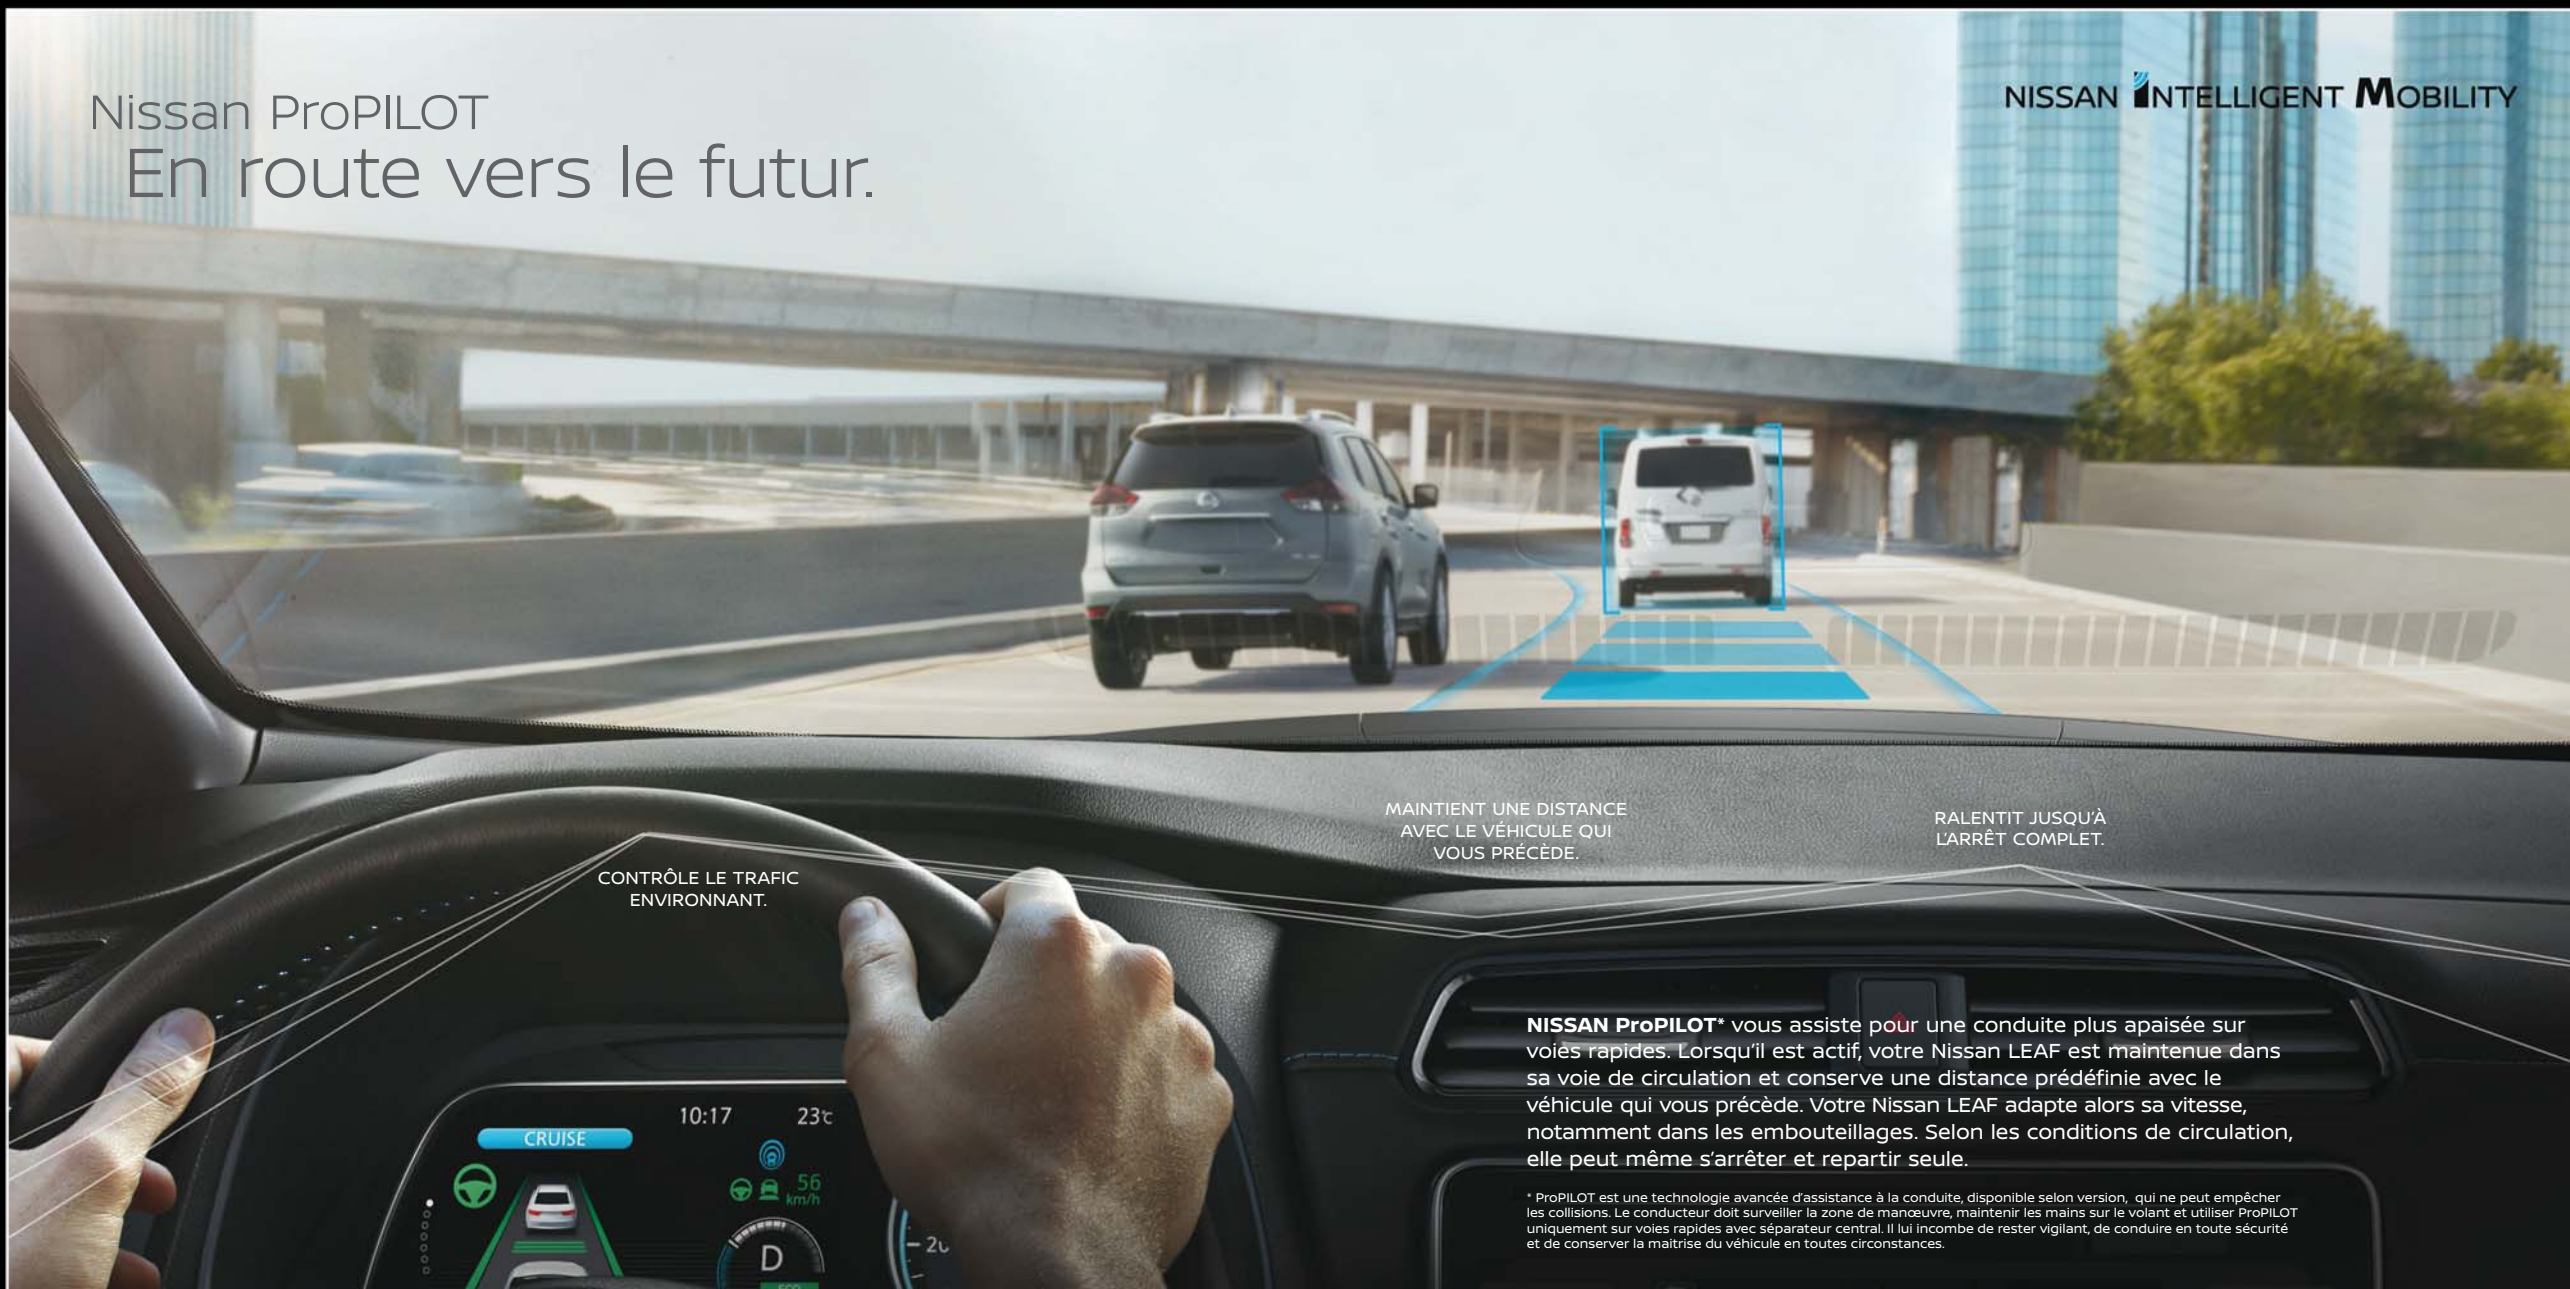 Nissan ProPILOT
En route vers le futur.
NISSAN INTELLIGENT MOBILITY
MAINTIENT UNE DISTANCE
AVEC LE VÉHICULE QUI
VOUS PRÉCÈDE.
RALENTIT JUSQU'À
L'ARRÊT COMPLET.
CONTRÔLE LE TRAFIC
ENVIRONNANT.
NISSAN ProPILOT* vous assiste pour une conduite plus apaisée sur
voies rapides. Lorsqu'il est actif, votre Nissan LEAF est maintenue dans
sa voie de circulation et conserve une distance prédéfinie avec le
véhicule qui vous précède. Votre Nissan LEAF adapte alors sa vitesse,
notamment dans les embouteillages. Selon les conditions de circulation,
elle peut même s'arrêter et repartir seule.
* ProPILOT est une technologie avancée d'assistance à la conduite, disponible selon version, qui ne peut empêcher
les collisions. Le conducteur doit surveiller la zone de manœuvre, maintenir les mains sur le volant et utiliser ProPILOT
uniquement sur voies rapides avec séparateur central. Il lui incombe de rester vigilant, de conduire en toute sécurité
et de conserver la maitrise du véhicule en toutes circonstances.
10:17 23°C
CRUISE
56
km/h
D
ECO
20